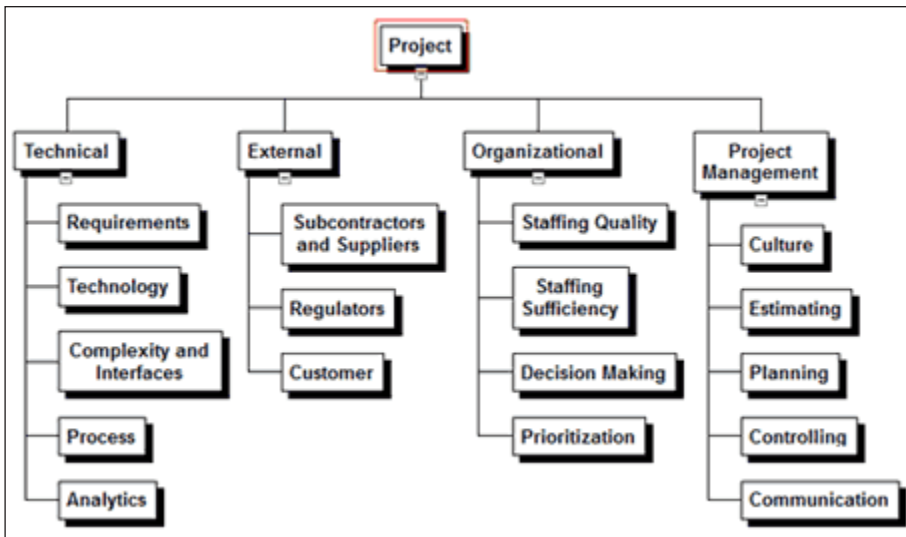 Project
Technical
External
Organizational
Project
Management
Requirements
Technology
Complexity and
Interfaces
Process
Analytics
Subcontractors
and Suppliers
Regulators
Customer
Staffing Quality
Staffing
Sufficiency
Decision Making
Prioritization
Culture
Estimating
Planning
Controlling
Communication